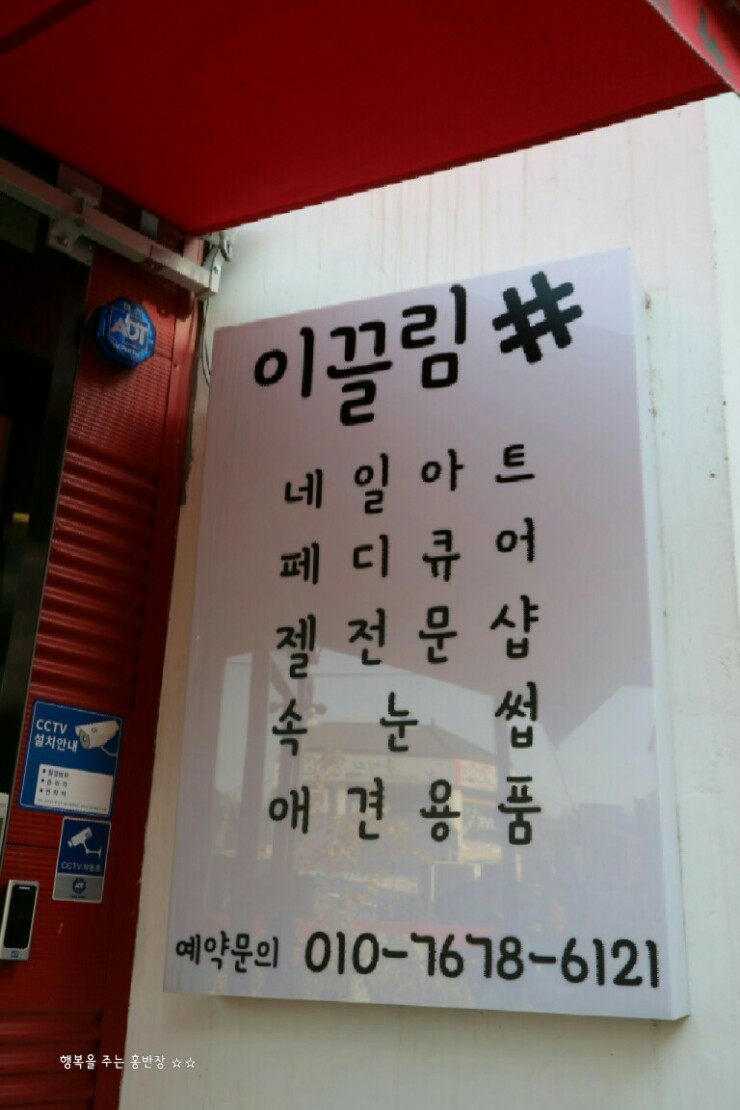 이끌림 #
네일아트
페디큐어
젤전문샵
속눈썹
애견용품
예약문의 010-7678-6121
ADT
CCTV
설치안내
CCTV 작동중
ADT
행복을 주는 홍반장 ☆☆